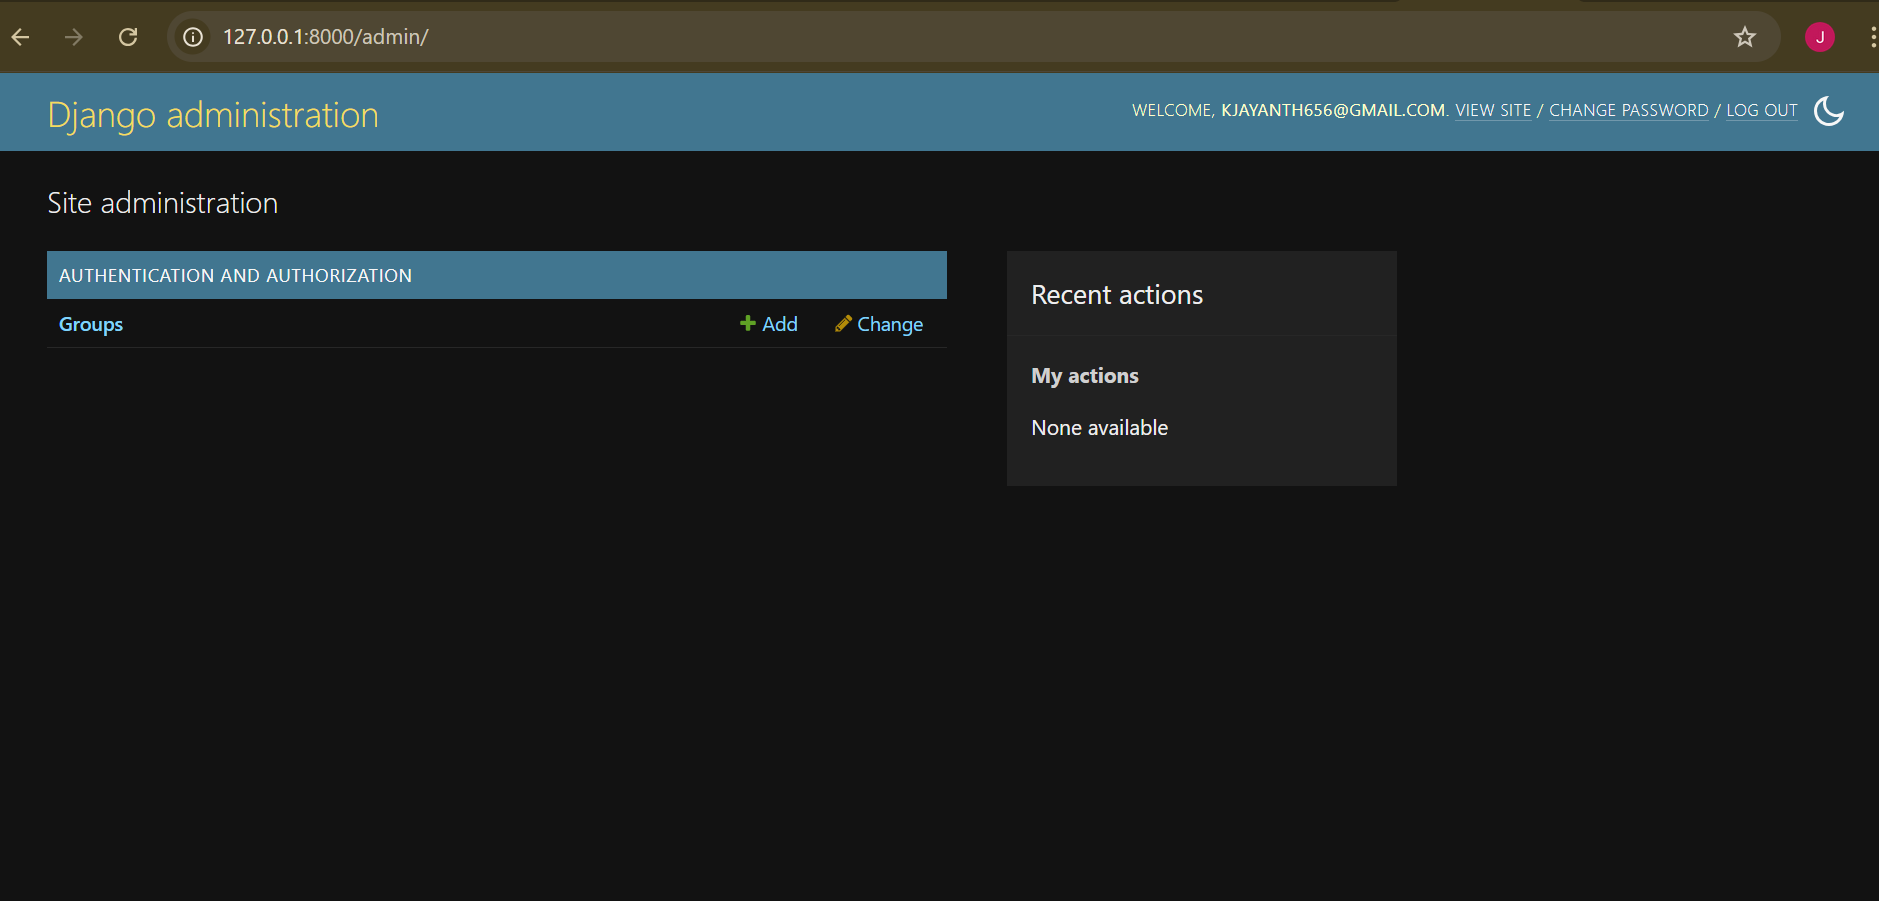 127.0.0.1:8000/admin/
J
Django administration
WELCOME, KJAYANTH656@GMAIL.COM. VIEW SITE / CHANGE PASSWORD / LOG OUT
Site administration
AUTHENTICATION AND AUTHORIZATION
Groups Add Change
Recent actions
My actions
None available